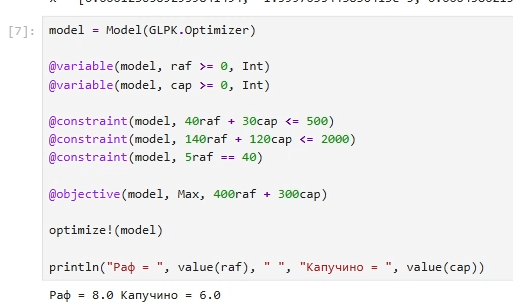 [7]: model = Model(GLPK.Optimizer)
@variable(model, raf >= 0, Int)
@variable(model, cap >= 0, Int)
@constraint(model, 40raf + 30cap <= 500)
@constraint(model, 140raf + 120cap <= 2000)
@constraint(model, 5raf == 40)
@objective(model, Max, 400raf + 300cap)
optimize!(model)
println("Раф = ", value(raf), " ", "Капучино = ", value(cap))
Раф = 8.0 Капучино = 6.0